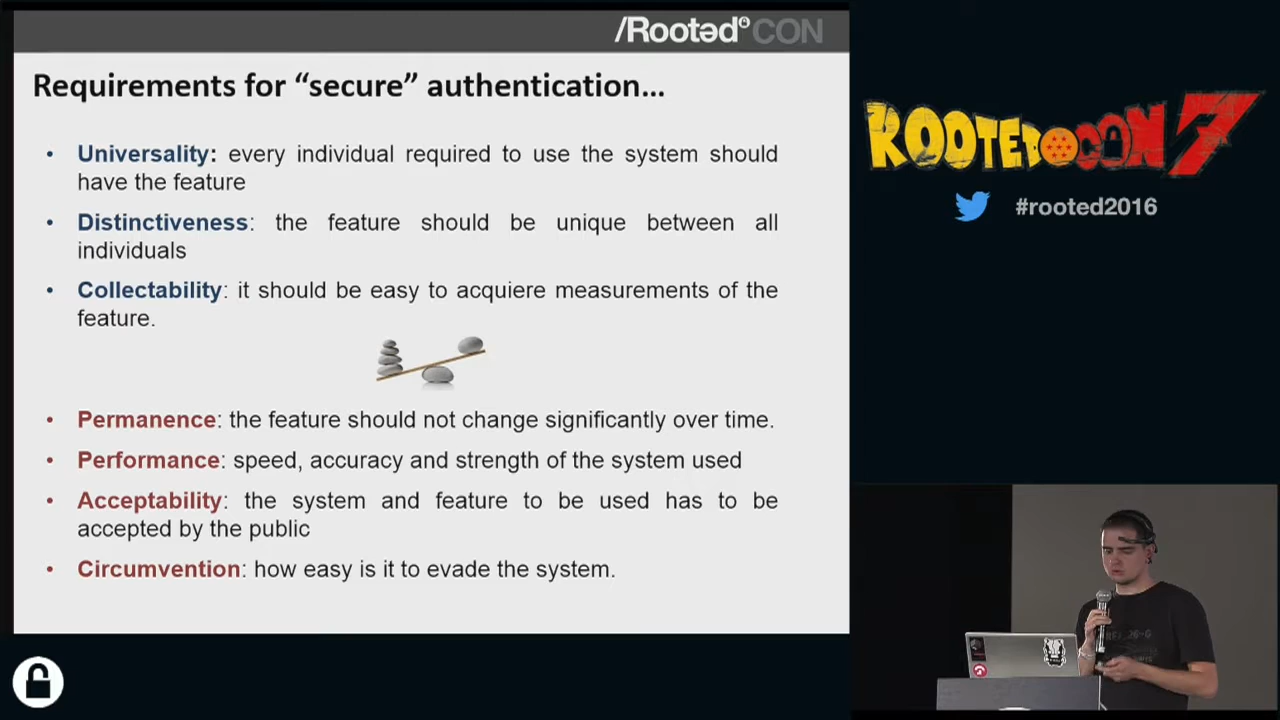 /Rootəd CON
Requirements for “secure” authentication...
• Universality: every individual required to use the system should
have the feature
• Distinctiveness: the feature should be unique between all
individuals
• Collectability: it should be easy to acquiere measurements of the
feature.
• Permanence: the feature should not change significantly over time.
• Performance: speed, accuracy and strength of the system used
• Acceptability: the system and feature to be used has to be
accepted by the public
• Circumvention: how easy is it to evade the system.
ROOTED CON 7
#rooted2016